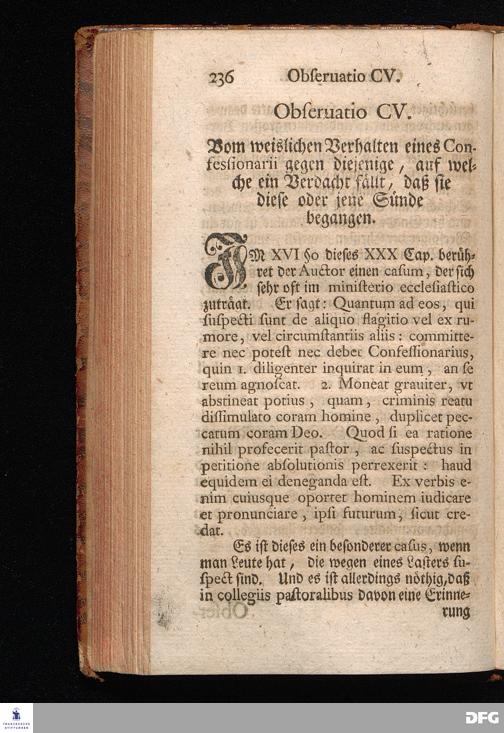 236 Obſeruatio CV.
Obſeruatio CV.
Vom weislichen Verhalten eines Con-
feſſionarii gegen diejenige, auf wel-
che ein Verdacht fällt, daß ſie
dieſe oder jene Sünde
begangen.
IM XVI §o dieſes XXX Cap. berüh-
ret der Auctor einen caſum, der ſich
ſehr oft im miniſterio eccleſiaſtico
zuträgt. Er ſagt: Quantum ad eos, qui
ſuſpecti ſunt de aliquo flagitio vel ex ru-
more, vel circumſtantiis aliis: committe-
re nec poteſt nec debet Confeſſionarius,
quin 1. diligenter inquirat in eum, an ſe
reum agnoſcat. 2. Moneat grauiter, vt
abſtineat potius, quam, criminis reatu
diſſimulato coram homine, duplicet pec-
catum coram Deo. Quod ſi ea ratione
nihil profecerit paſtor, ac ſuſpectus in
petitione abſolutionis perrexerit: haud
equidem ei deneganda eſt. Ex verbis e-
nim cuiusque oportet hominem iudicare
et pronunciare, ipſi futurum, ſicut cre-
dat.
Es iſt dieſes ein beſonderer caſus, wenn
man Leute hat, die wegen eines Laſters ſu-
ſpect ſind. Und es iſt allerdings nöthig, daß
in collegiis paſtoralibus davon eine Erinne-
rung
FRANCKESCHE
STIFTUNGEN
DFG